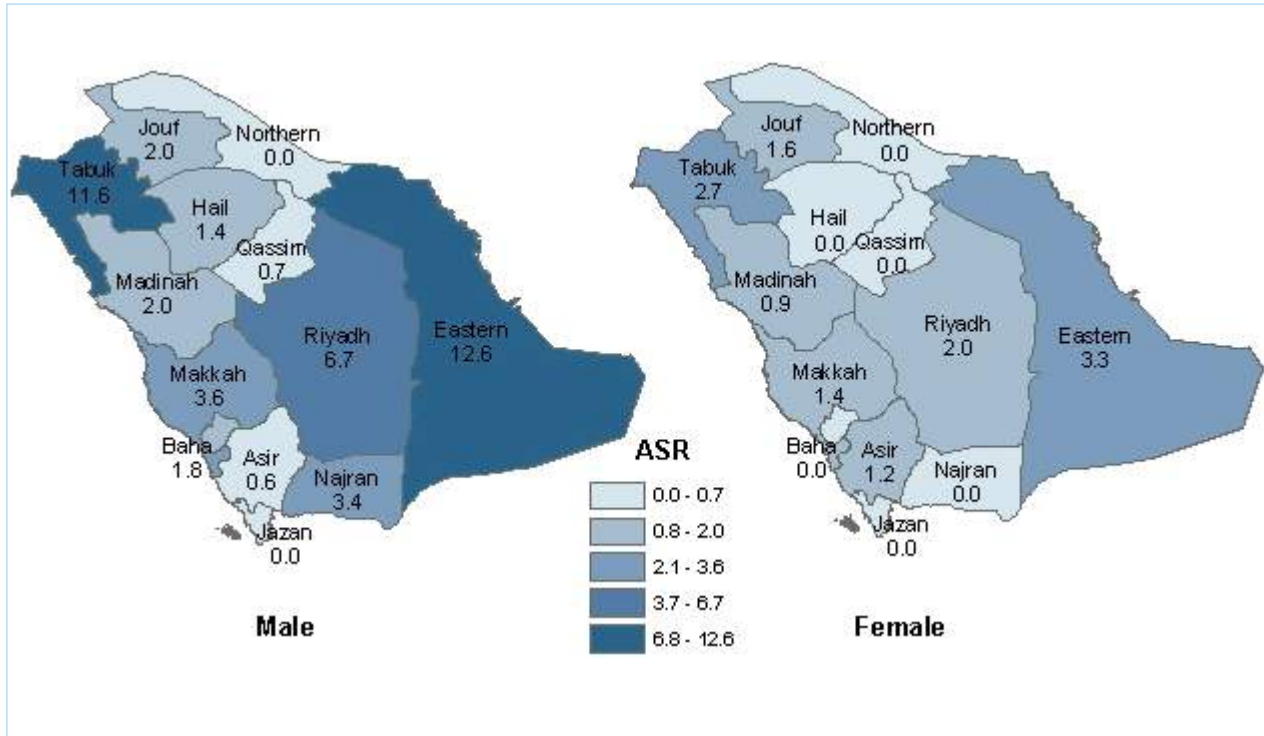 Jouf
2.0
Northern
0.0
Tabuk
11.6
Hail
1.4
Qassim
0.7
Madinah
2.0
Riyadh
6.7
Eastern
12.6
Makkah
3.6
Baha
1.8
Asir
0.6
Najran
3.4
Jazan
0.0
Male
ASR
0.0 - 0.7
0.8 - 2.0
2.1 - 3.6
3.7 - 6.7
6.8 - 12.6
Jouf
1.6
Northern
0.0
Tabuk
2.7
Hail
0.0
Qassim
0.0
Madinah
0.9
Riyadh
2.0
Eastern
3.3
Makkah
1.4
Baha
0.0
Asir
1.2
Najran
0.0
Jazan
0.0
Female